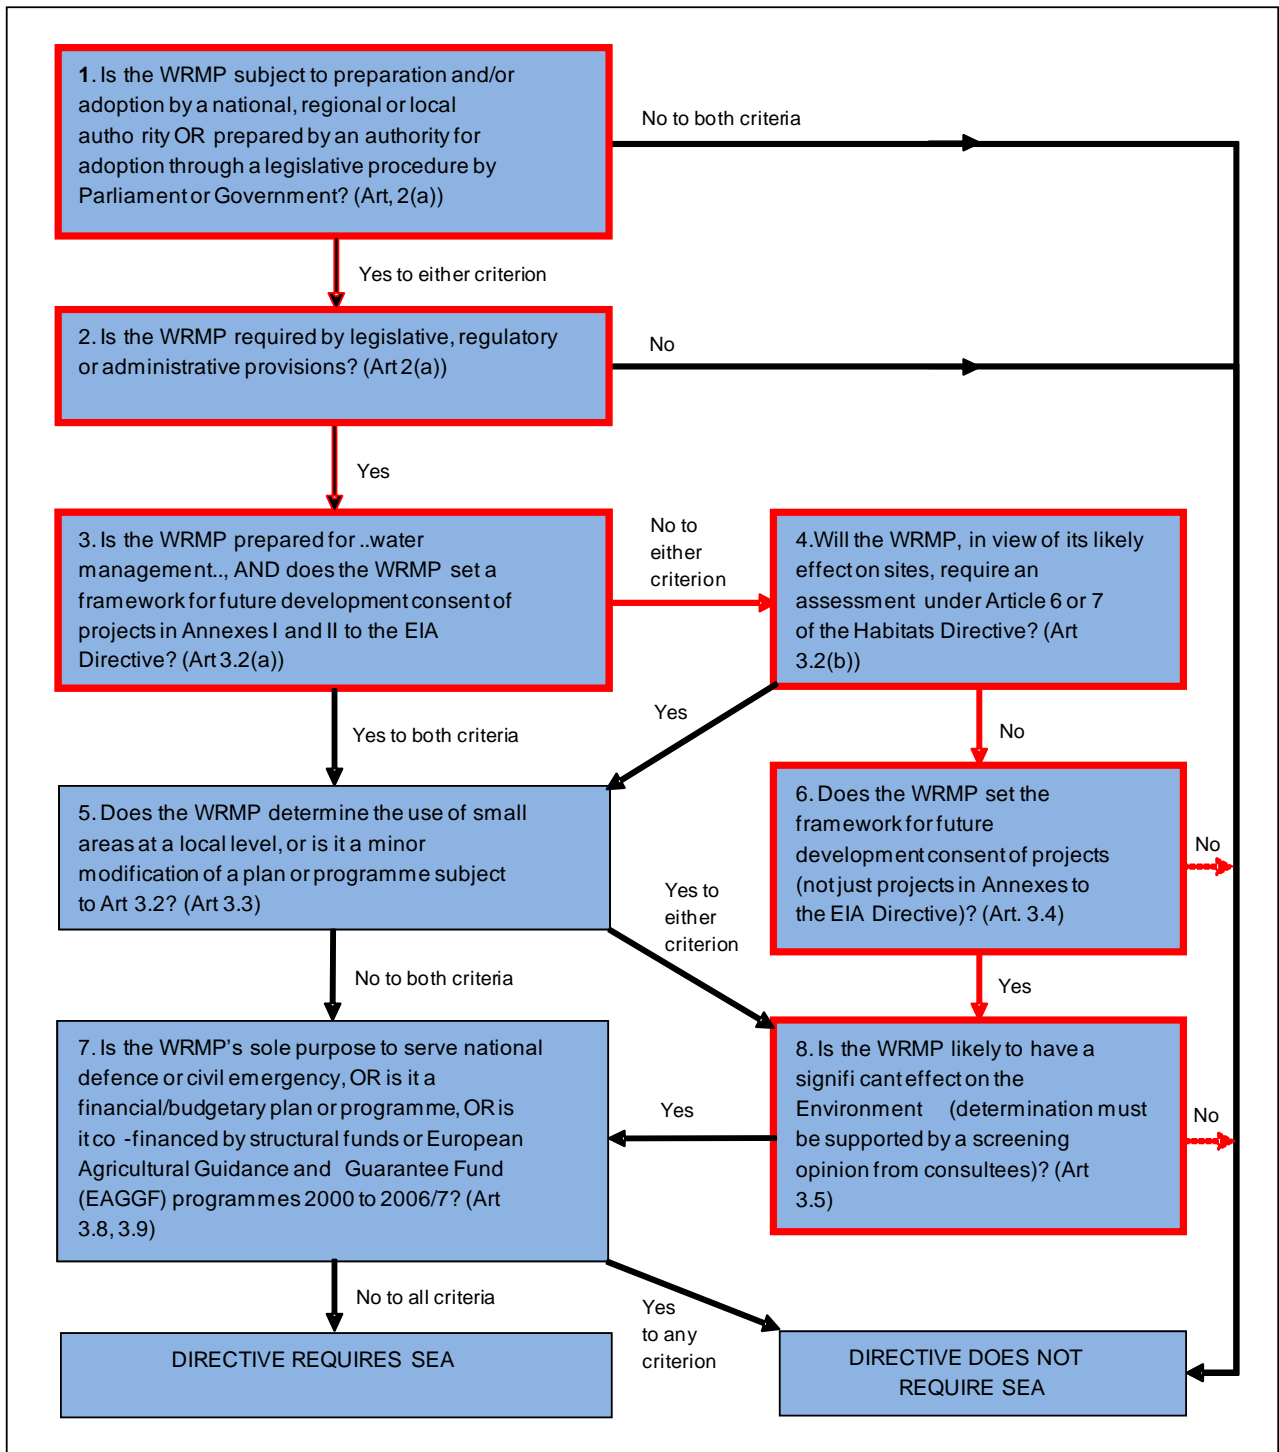 1. Is the WRMP subject to preparation and/or
adoption by a national, regional or local
autho rity OR prepared by an authority for
adoption through a legislative procedure by
Parliament or Government? (Art, 2(a))
No to both criteria
Yes to either criterion
2. Is the WRMP required by legislative, regulatory
or administrative provisions? (Art 2(a))
No
Yes
3. Is the WRMP prepared for ..water
management.., AND does the WRMP set a
framework for future development consent of
projects in Annexes I and II to the EIA
Directive? (Art 3.2(a))
No to
either
criterion
4.Will the WRMP, in view of its likely
effect on sites, require an
assessment under Article 6 or 7
of the Habitats Directive? (Art
3.2(b))
Yes to both criteria
Yes
No
5. Does the WRMP determine the use of small
areas at a local level, or is it a minor
modification of a plan or programme subject
to Art 3.2? (Art 3.3)
Yes to
either
criterion
6. Does the WRMP set the
framework for future
development consent of projects
(not just projects in Annexes to
the EIA Directive)? (Art. 3.4)
No
No to both criteria
Yes
7. Is the WRMP's sole purpose to serve national
defence or civil emergency, OR is it a
financial/budgetary plan or programme, OR is
it co -financed by structural funds or European
Agricultural Guidance and Guarantee Fund
(EAGGF) programmes 2000 to 2006/7? (Art
3.8, 3.9)
Yes
8. Is the WRMP likely to have a
signifi cant effect on the
Environment (determination must
be supported by a screening
opinion from consultees)? (Art
3.5)
No
No to all criteria
Yes
to any
criterion
DIRECTIVE REQUIRES SEA
DIRECTIVE DOES NOT
REQUIRE SEA